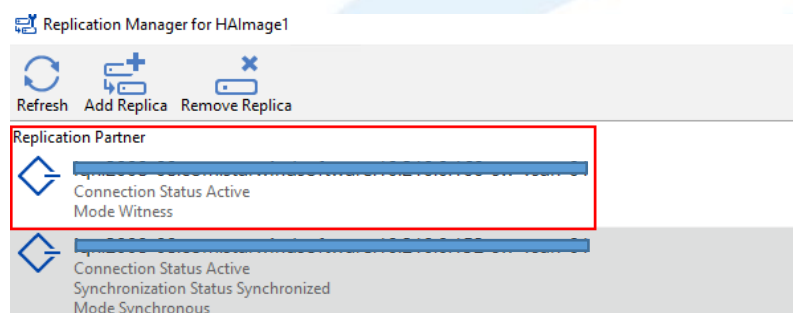 Replication Manager for HAImage1
Refresh Add Replica Remove Replica
Replication Partner
Connection Status Active
Mode Witness
Connection Status Active
Synchronization Status Synchronized
Mode Synchronous